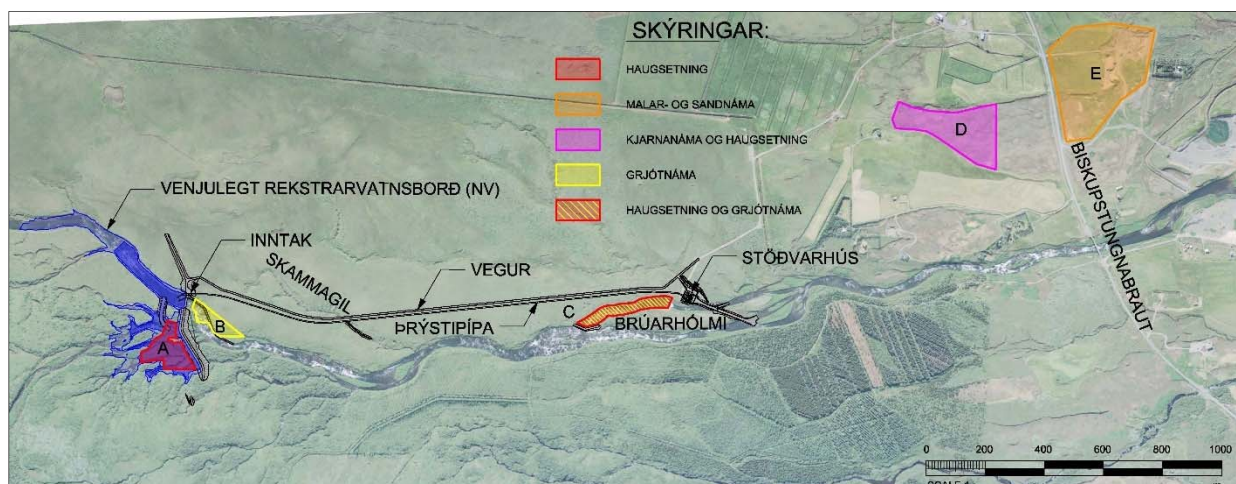 SKÝRINGAR:
HAUGSETNING
MALAR- OG SANDNÁMA
KJARNANÁMA OG HAUGSETNING
GRJÓTNÁMA
HAUGSETNING OG GRJÓTNÁMA
E
D
BISKUPSTUNGNABRAUT
VENJULEGT REKSTRARVATNSBORÐ (NV)
INNTAK
SKAMMAGIL
VEGUR
STÖÐVARHÚS
ÞRÝSTIPÍPA
C
BRÚARHÓLMI
B
A
0 200 400 600 800 1000